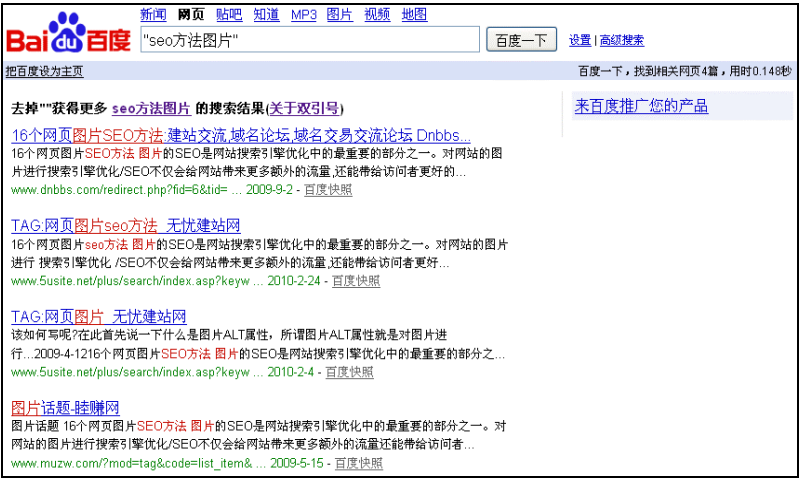 新闻 网页 贴吧 知道 MP3 图片 视频 地图
Bai du 百度 "seo方法图片" 百度一下 设置 | 高级搜索
把百度设为主页 百度一下，找到相关网页4篇，用时0.148秒
去掉""获得更多 seo方法图片 的搜索结果(关于双引号) 来百度推广您的产品
16个网页图片SEO方法:建站交流,域名论坛,域名交易交流论坛 Dnbbs...
16个网页图片SEO方法 图片的SEO是网站搜索引擎优化中的最重要的部分之一。对网站的图
片进行搜索引擎优化/SEO不仅会给网站带来更多额外的流量,还能带给访问者更好的...
www.dnbbs.com/redirect.php?fid=6&tid= ... 2009-9-2 - 百度快照
TAG:网页图片seo方法_无忧建站网
16个网页图片seo方法 图片的SEO是网站搜索引擎优化中的最重要的部分之一。对网站的图片
进行 搜索引擎优化 /SEO不仅会给网站带来更多额外的流量,还能带给访问者更好...
www.5usite.net/plus/search/index.asp?keyw ... 2010-2-24 - 百度快照
TAG:网页图片_无忧建站网
该如何写呢?在此首先说一下什么是图片ALT属性，所谓图片ALT属性就是对图片进
行...2009-4-1216个网页图片SEO方法 图片的SEO是网站搜索引擎优化中的最重要的部分之...
www.5usite.net/plus/search/index.asp?keyw ... 2010-2-4 - 百度快照
图片话题-睦赚网
图片话题 16个网页图片SEO方法 图片的SEO是网站搜索引擎优化中的最重要的部分之一。对
网站的图片进行搜索引擎优化/SEO不仅会给网站带来更多额外的流量还能带给访问者...
www.muzw.com/?mod=tag&code=list_item& ... 2009-5-15 - 百度快照